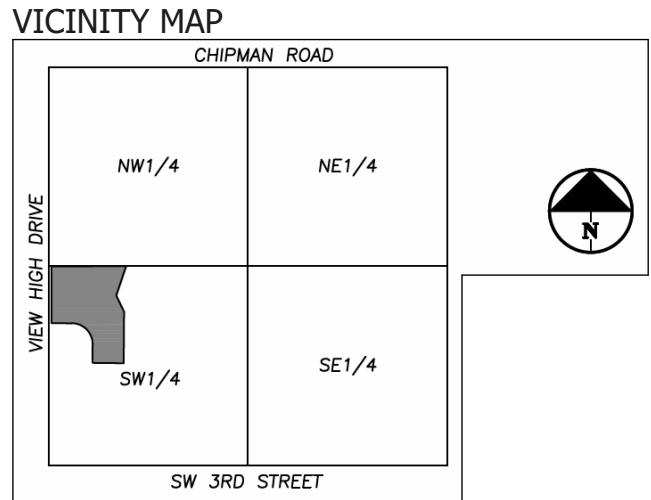 VICINITY MAP
CHIPMAN ROAD
NW1/4
NE1/4
VIEW HIGH DRIVE
N
SW1/4
SE1/4
SW 3RD STREET